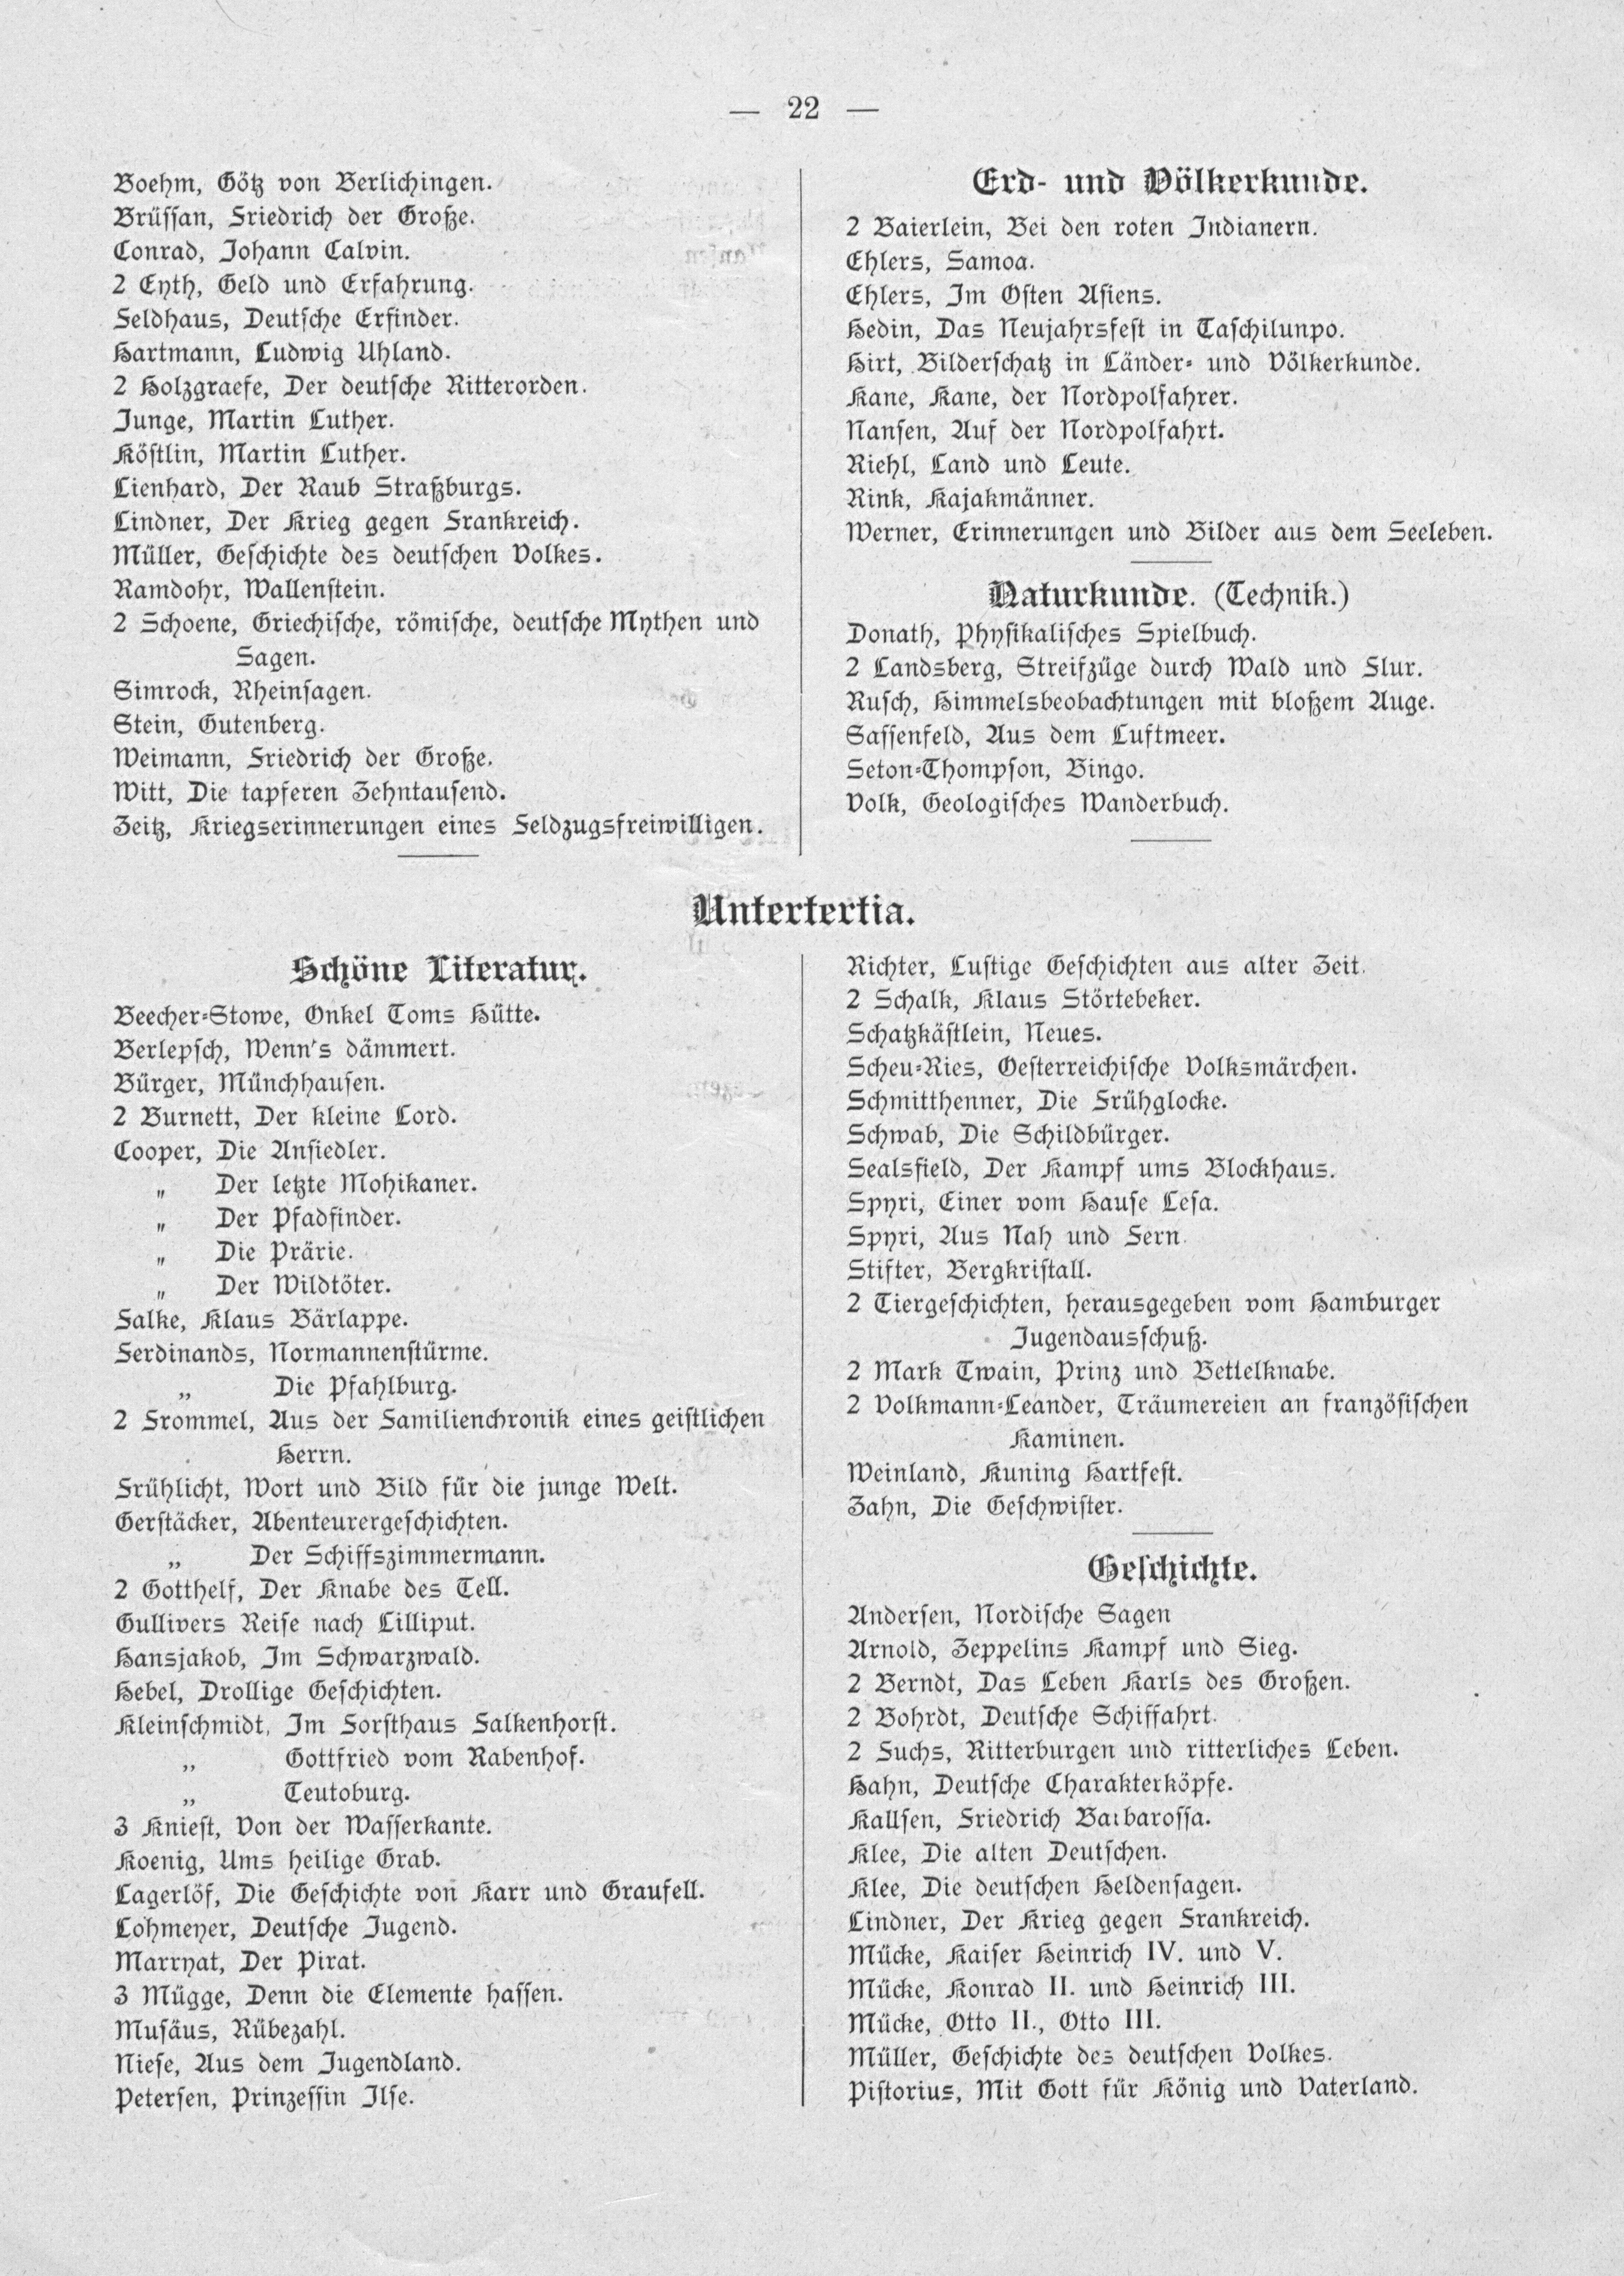 — 22 —
Boehm, Götz von Berlichingen.
Brüssan, Friedrich der Große.
Conrad, Johann Calvin.
2 Eyth, Geld und Erfahrung.
Feldhaus, Deutsche Erfinder.
Hartmann, Ludwig Uhland.
2 Holzgraefe, Der deutsche Ritterorden.
Junge, Martin Luther.
Köstlin, Martin Luther.
Lienhard, Der Raub Straßburgs.
Lindner, Der Krieg gegen Frankreich.
Müller, Geschichte des deutschen Volkes.
Ramdohr, Wallenstein.
2 Schoene, Griechische, römische, deutsche Mythen und
Sagen.
Simrock, Rheinsagen.
Stein, Gutenberg.
Weimann, Friedrich der Große.
Witt, Die tapferen Zehntausend.
Zeitz, Kriegserinnerungen eines Feldzugsfreiwilligen.
Erd- und Völkerkunde.
2 Baierlein, Bei den roten Indianern.
Ehlers, Samoa.
Ehlers, Im Osten Asiens.
Hedin, Das Neujahrsfest in Taschilunpo.
Hirt, Bilderschatz in Länder- und Völkerkunde.
Kane, Kane, der Nordpolfahrer.
Nansen, Auf der Nordpolfahrt.
Riehl, Land und Leute.
Rink, Kajakmänner.
Werner, Erinnerungen und Bilder aus dem Seeleben.
Naturkunde. (Technik.)
Donath, Physikalisches Spielbuch.
2 Landsberg, Streifzüge durch Wald und Flur.
Rusch, Himmelsbeobachtungen mit bloßem Auge.
Sassenfeld, Aus dem Luftmeer.
Seton-Thompson, Bingo.
Volk, Geologisches Wanderbuch.
Untertertia.
Schöne Literatur.
Beecher-Stowe, Onkel Toms Hütte.
Berlepsch, Wenn's dämmert.
Bürger, Münchhausen.
2 Burnett, Der kleine Lord.
Cooper, Die Ansiedler.
„ Der letzte Mohikaner.
„ Der Pfadfinder.
„ Die Prärie.
„ Der Wildtöter.
Falke, Klaus Bärlappe.
Ferdinands, Normannenstürme.
„ Die Pfahlburg.
2 Frommel, Aus der Familienchronik eines geistlichen
Herrn.
Frühlicht, Wort und Bild für die junge Welt.
Gerstäcker, Abenteurergeschichten.
„ Der Schiffszimmermann.
2 Gotthelf, Der Knabe des Tell.
Gullivers Reise nach Lilliput.
Hansjakob, Im Schwarzwald.
Hebel, Drollige Geschichten.
Kleinschmidt, Im Forsthaus Falkenhorst.
„ Gottfried vom Rabenhof.
„ Teutoburg.
3 Kniest, Von der Wasserkante.
Koenig, Ums heilige Grab.
Lagerlöf, Die Geschichte von Karr und Graufell.
Lohmeyer, Deutsche Jugend.
Marryat, Der Pirat.
3 Mügge, Denn die Elemente hassen.
Musäus, Rübezahl.
Niese, Aus dem Jugendland.
Petersen, Prinzessin Ilse.
Richter, Lustige Geschichten aus alter Zeit.
2 Schalk, Klaus Störtebeker.
Schatzkästlein, Neues.
Scheu-Ries, Oesterreichische Volksmärchen.
Schmitthenner, Die Frühglocke.
Schwab, Die Schildbürger.
Sealsfield, Der Kampf ums Blockhaus.
Spyri, Einer vom Hause Lesa.
Spyri, Aus Nah und Fern.
Stifter, Bergkristall.
2 Tiergeschichten, herausgegeben vom Hamburger
Jugendausschuß.
2 Mark Twain, Prinz und Bettelknabe.
2 Volkmann-Leander, Träumereien an französischen
Kaminen.
Weinland, Kuning Hartfest.
Zahn, Die Geschwister.
Geschichte.
Andersen, Nordische Sagen
Arnold, Zeppelins Kampf und Sieg.
2 Berndt, Das Leben Karls des Großen.
2 Bohrdt, Deutsche Schiffahrt.
2 Fuchs, Ritterburgen und ritterliches Leben.
Hahn, Deutsche Charakterköpfe.
Kallsen, Friedrich Barbarossa.
Klee, Die alten Deutschen.
Klee, Die deutschen Heldensagen.
Lindner, Der Krieg gegen Frankreich.
Mücke, Kaiser Heinrich IV. und V.
Mücke, Konrad II. und Heinrich III.
Mücke, Otto II., Otto III.
Müller, Geschichte des deutschen Volkes.
Pistorius, Mit Gott für König und Vaterland.